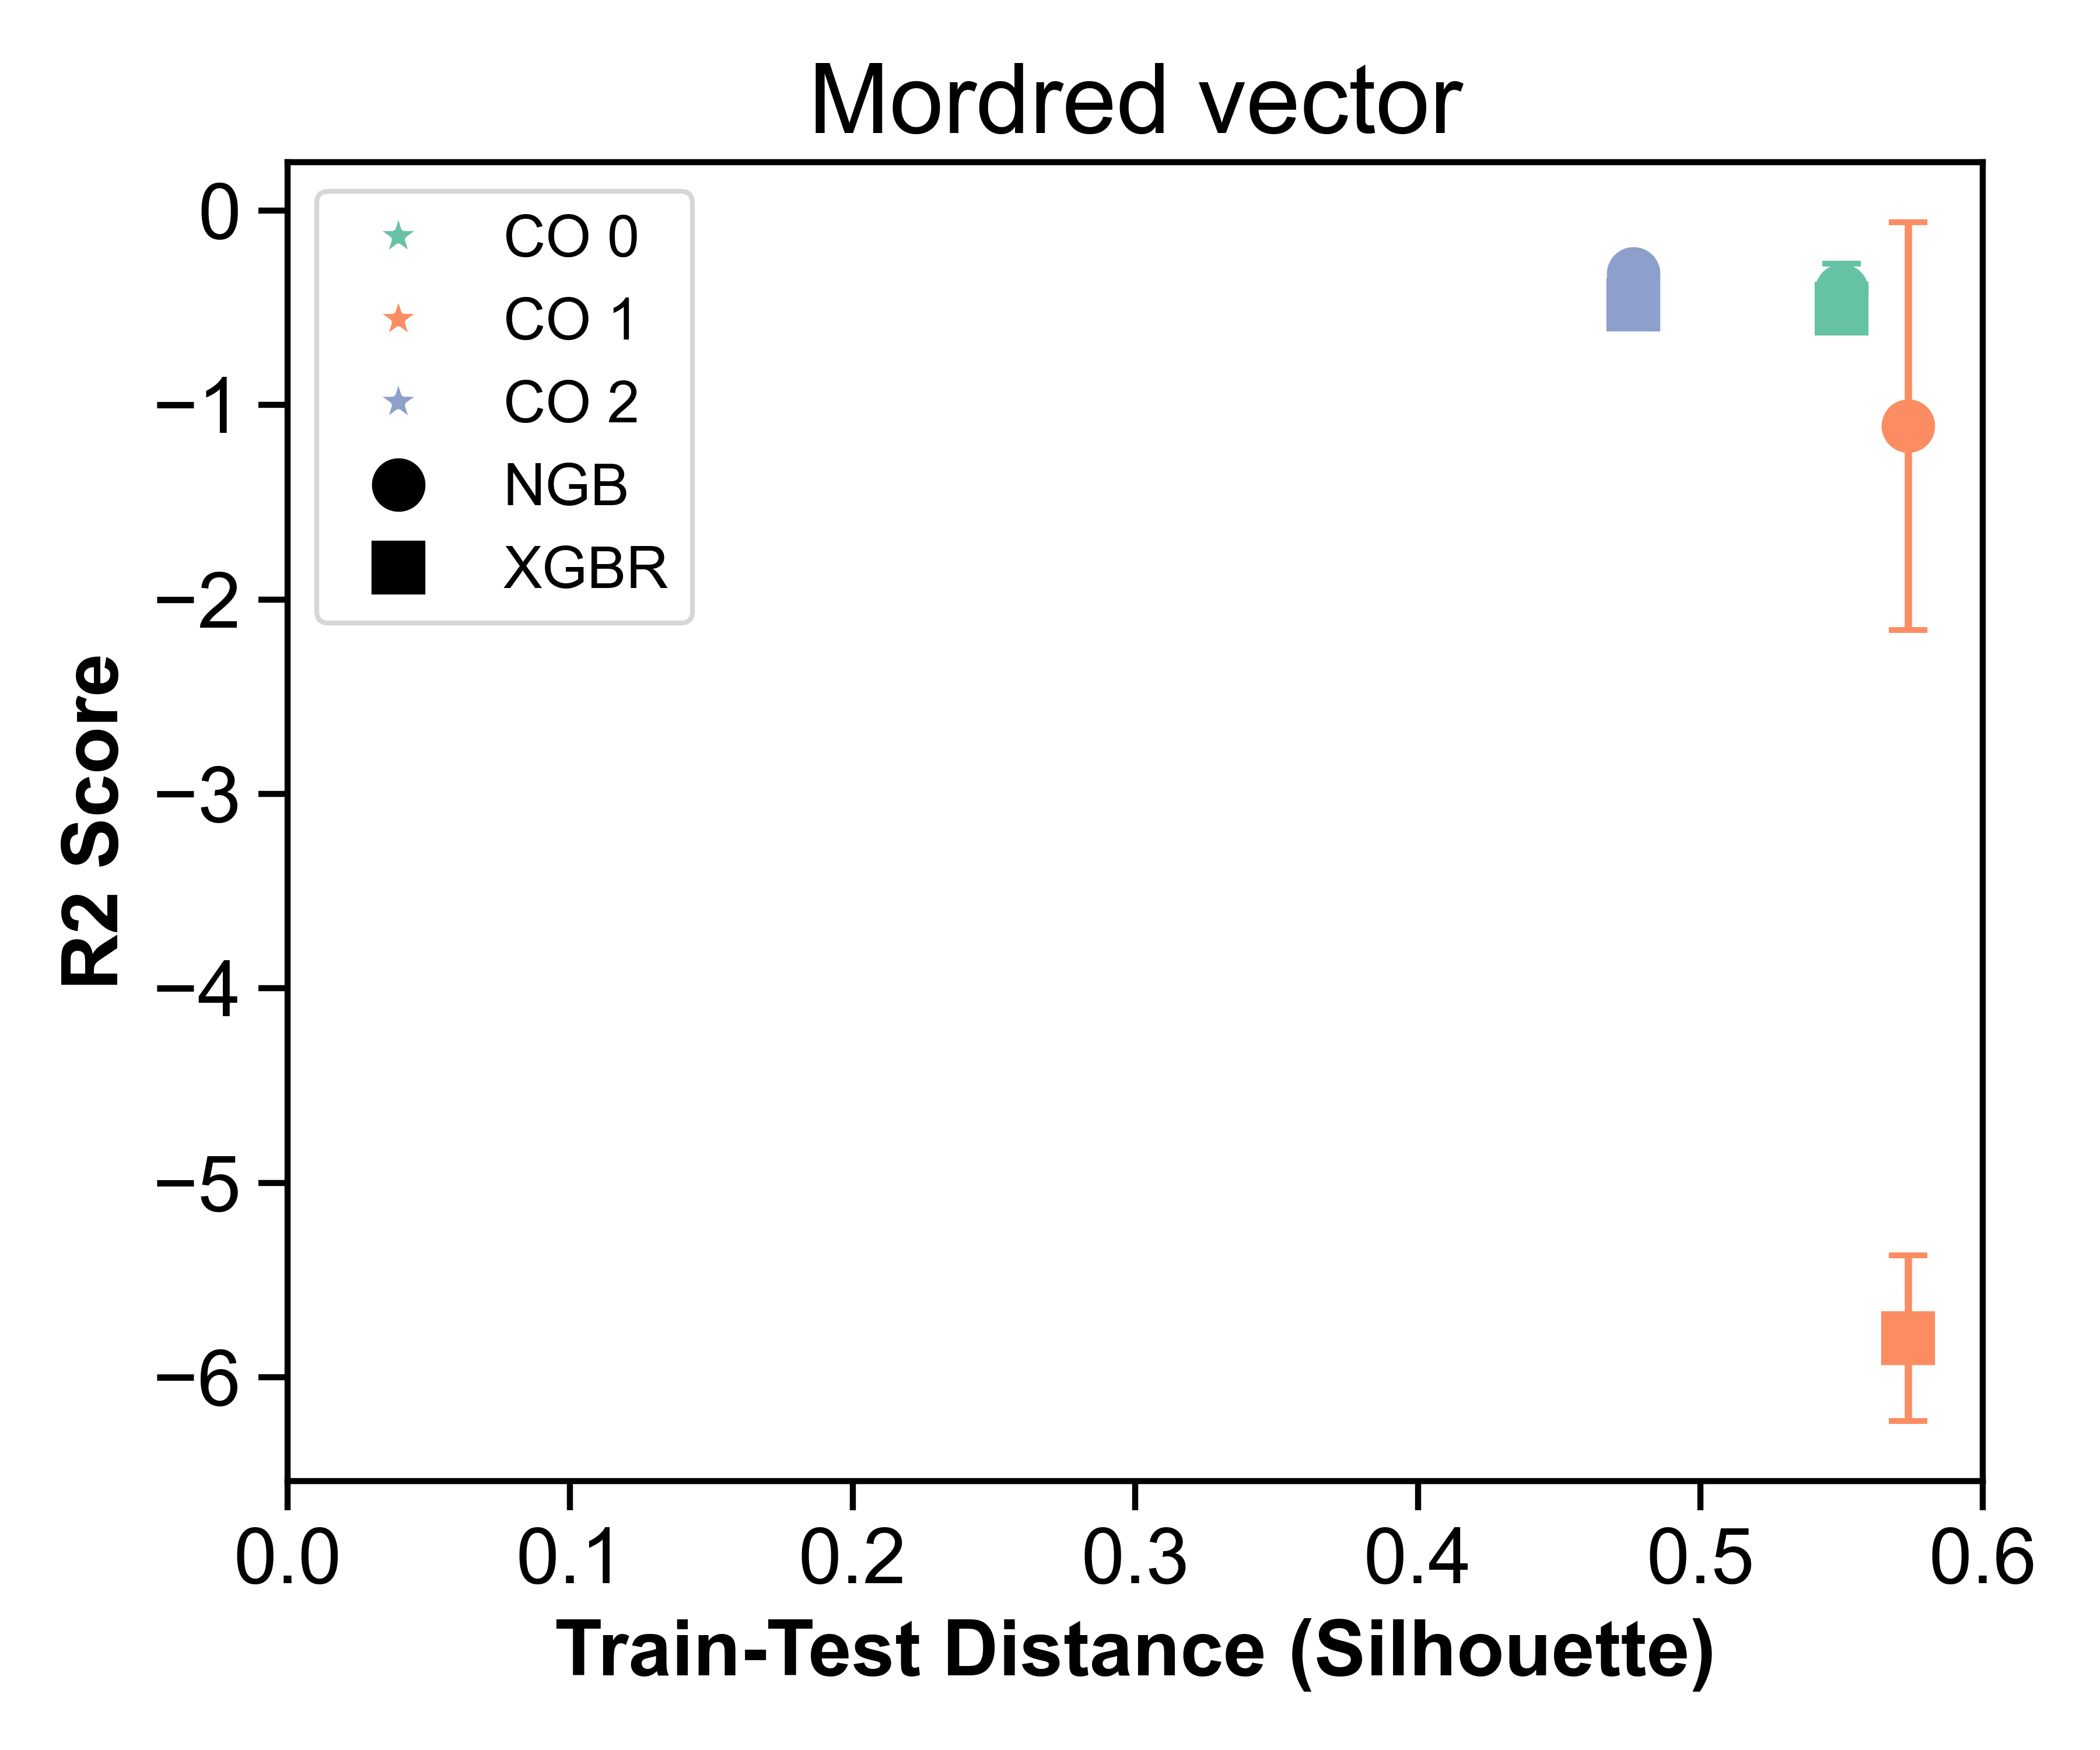 Mordred vector
0
−1
−2
−3
−4
−5
−6
R2 Score
CO 0
CO 1
CO 2
NGB
XGBR
0.0 0.1 0.2 0.3 0.4 0.5 0.6
Train-Test Distance (Silhouette)